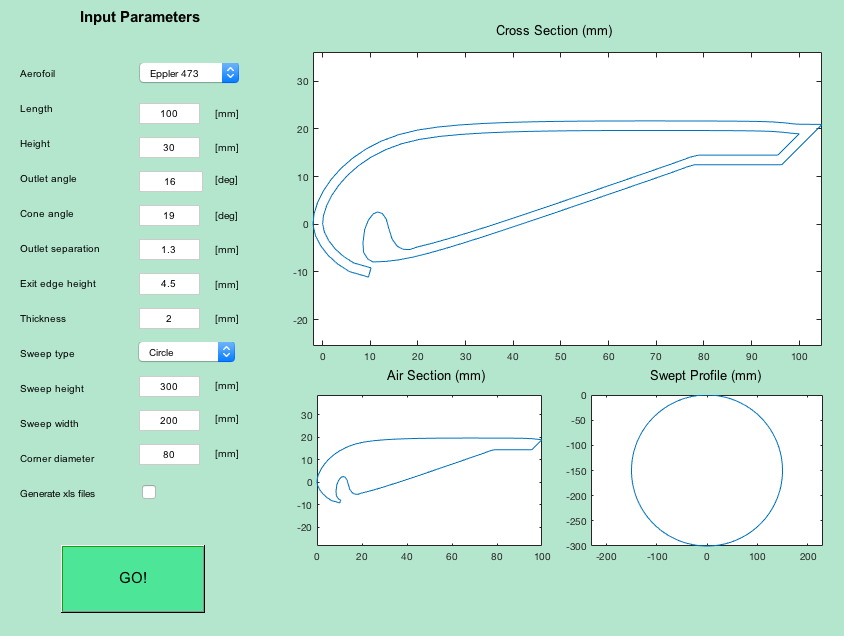 Input Parameters
Aerofoil Eppler 473
Length 100 [mm]
Height 30 [mm]
Outlet angle 16 [deg]
Cone angle 19 [deg]
Outlet separation 1.3 [mm]
Exit edge height 4.5 [mm]
Thickness 2 [mm]
Sweep type Circle
Sweep height 300 [mm]
Sweep width 200 [mm]
Corner diameter 80 [mm]
Generate xls files
GO!
Cross Section (mm)
30
20
10
0
-10
-20
0 10 20 30 40 50 60 70 80 90 100
Air Section (mm)
30
20
10
0
-10
-20
0 20 40 60 80 100
Swept Profile (mm)
0
-50
-100
-150
-200
-250
-300
-200 -100 0 100 200